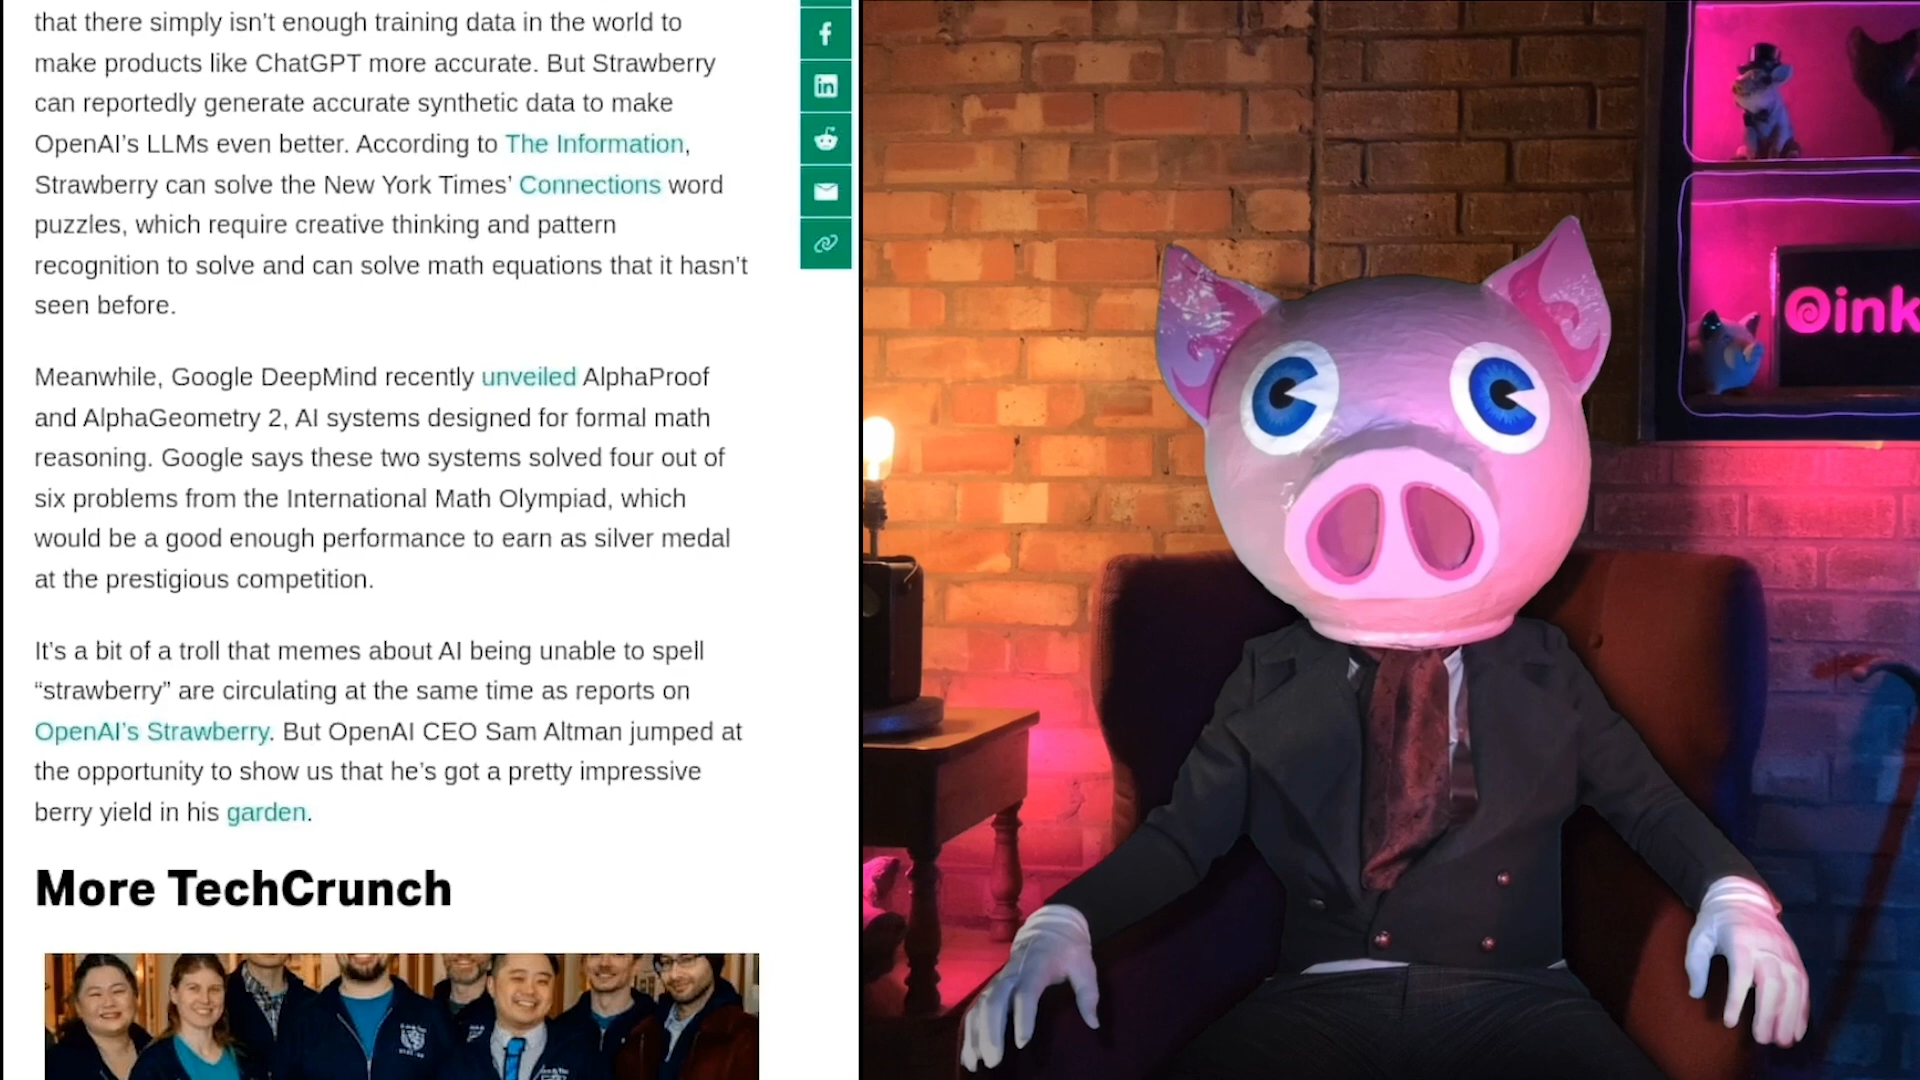 that there simply isn’t enough training data in the world to
make products like ChatGPT more accurate. But Strawberry
can reportedly generate accurate synthetic data to make
OpenAI’s LLMs even better. According to The Information,
Strawberry can solve the New York Times’ Connections word
puzzles, which require creative thinking and pattern
recognition to solve and can solve math equations that it hasn’t
seen before.
Meanwhile, Google DeepMind recently unveiled AlphaProof
and AlphaGeometry 2, AI systems designed for formal math
reasoning. Google says these two systems solved four out of
six problems from the International Math Olympiad, which
would be a good enough performance to earn as silver medal
at the prestigious competition.
It’s a bit of a troll that memes about AI being unable to spell
“strawberry” are circulating at the same time as reports on
OpenAI’s Strawberry. But OpenAI CEO Sam Altman jumped at
the opportunity to show us that he’s got a pretty impressive
berry yield in his garden.
More TechCrunch
Oink